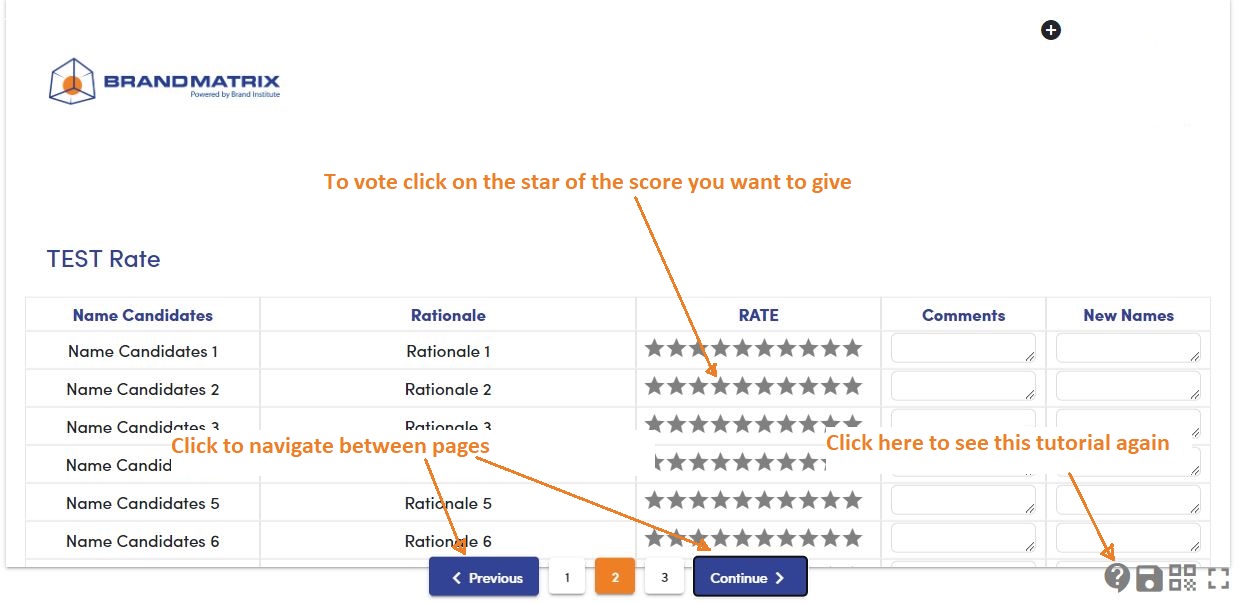 BRANDMATRIX
Powered by Brand Institute
To vote click on the star of the score you want to give
TEST Rate
Name Candidates Rationale RATE Comments New Names
Name Candidates 1 Rationale 1
Name Candidates 2 Rationale 2
Name Candidates 3 Rationale 3
Click to navigate between pages Click here to see this tutorial again
Name Candid
Name Candidates 5 Rationale 5
Name Candidates 6 Rationale 6
Previous 1 2 3 Continue